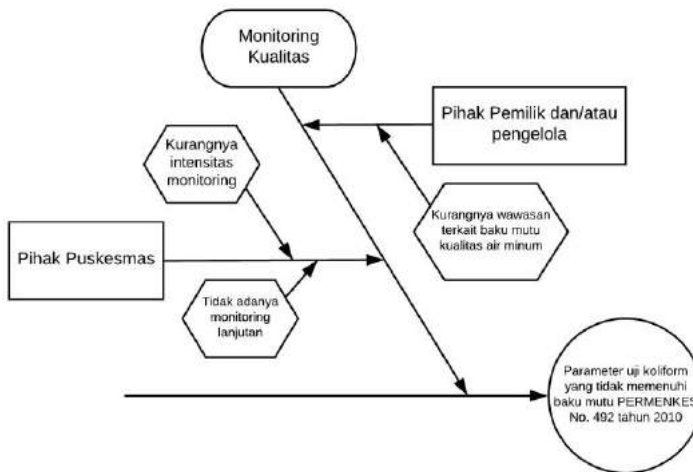 Monitoring
Kualitas
Pihak Pemilik dan/atau
pengelola
Kurangnya
intensitas
monitoring
Kurangnya wawasan
terkait baku mutu
kualitas air minum
Pihak Puskesmas
Tidak adanya
monitoring
lanjutan
Parameter uji koliform
yang tidak memenuhi
baku mutu PERMENKES
No. 492 tahun 2010